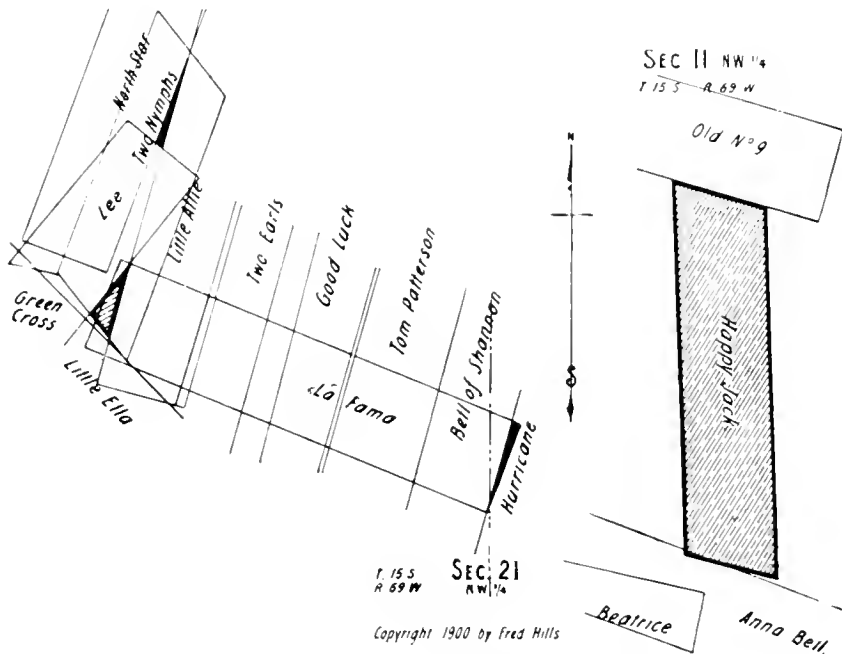 North Star
Two Nymphs
Lee
Little Allie
Green
Cross
Little Ella
Two Earls
Good Luck
Tom Patterson
Bell of Shannon
La Fama
Hurricane
T. 15 S
R 69 W
SEC. 21
NW ¼
Copyright 1900 by Fred Hills
N
S
SEC 11 NW ¼
T 15 S R 69 W
Old Nº 9
Happy Jack
Beatrice
Anna Bell.